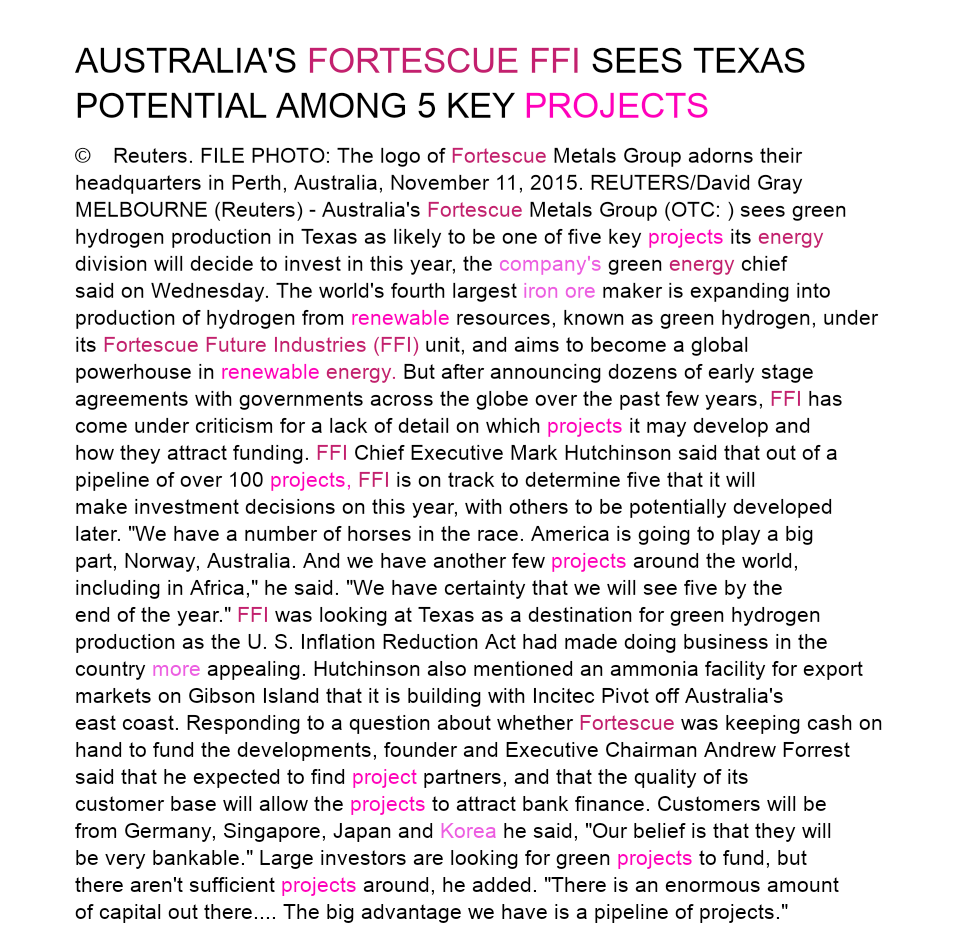 AUSTRALIA'S FORTESCUE FFI SEES TEXAS
POTENTIAL AMONG 5 KEY PROJECTS
© Reuters. FILE PHOTO: The logo of Fortescue Metals Group adorns their
headquarters in Perth, Australia, November 11, 2015. REUTERS/David Gray
MELBOURNE (Reuters) - Australia's Fortescue Metals Group (OTC: ) sees green
hydrogen production in Texas as likely to be one of five key projects its energy
division will decide to invest in this year, the company's green energy chief
said on Wednesday. The world's fourth largest iron ore maker is expanding into
production of hydrogen from renewable resources, known as green hydrogen, under
its Fortescue Future Industries (FFI) unit, and aims to become a global
powerhouse in renewable energy. But after announcing dozens of early stage
agreements with governments across the globe over the past few years, FFI has
come under criticism for a lack of detail on which projects it may develop and
how they attract funding. FFI Chief Executive Mark Hutchinson said that out of a
pipeline of over 100 projects, FFI is on track to determine five that it will
make investment decisions on this year, with others to be potentially developed
later. "We have a number of horses in the race. America is going to play a big
part, Norway, Australia. And we have another few projects around the world,
including in Africa," he said. "We have certainty that we will see five by the
end of the year." FFI was looking at Texas as a destination for green hydrogen
production as the U. S. Inflation Reduction Act had made doing business in the
country more appealing. Hutchinson also mentioned an ammonia facility for export
markets on Gibson Island that it is building with Incitec Pivot off Australia's
east coast. Responding to a question about whether Fortescue was keeping cash on
hand to fund the developments, founder and Executive Chairman Andrew Forrest
said that he expected to find project partners, and that the quality of its
customer base will allow the projects to attract bank finance. Customers will be
from Germany, Singapore, Japan and Korea he said, "Our belief is that they will
be very bankable." Large investors are looking for green projects to fund, but
there aren't sufficient projects around, he added. "There is an enormous amount
of capital out there.... The big advantage we have is a pipeline of projects."